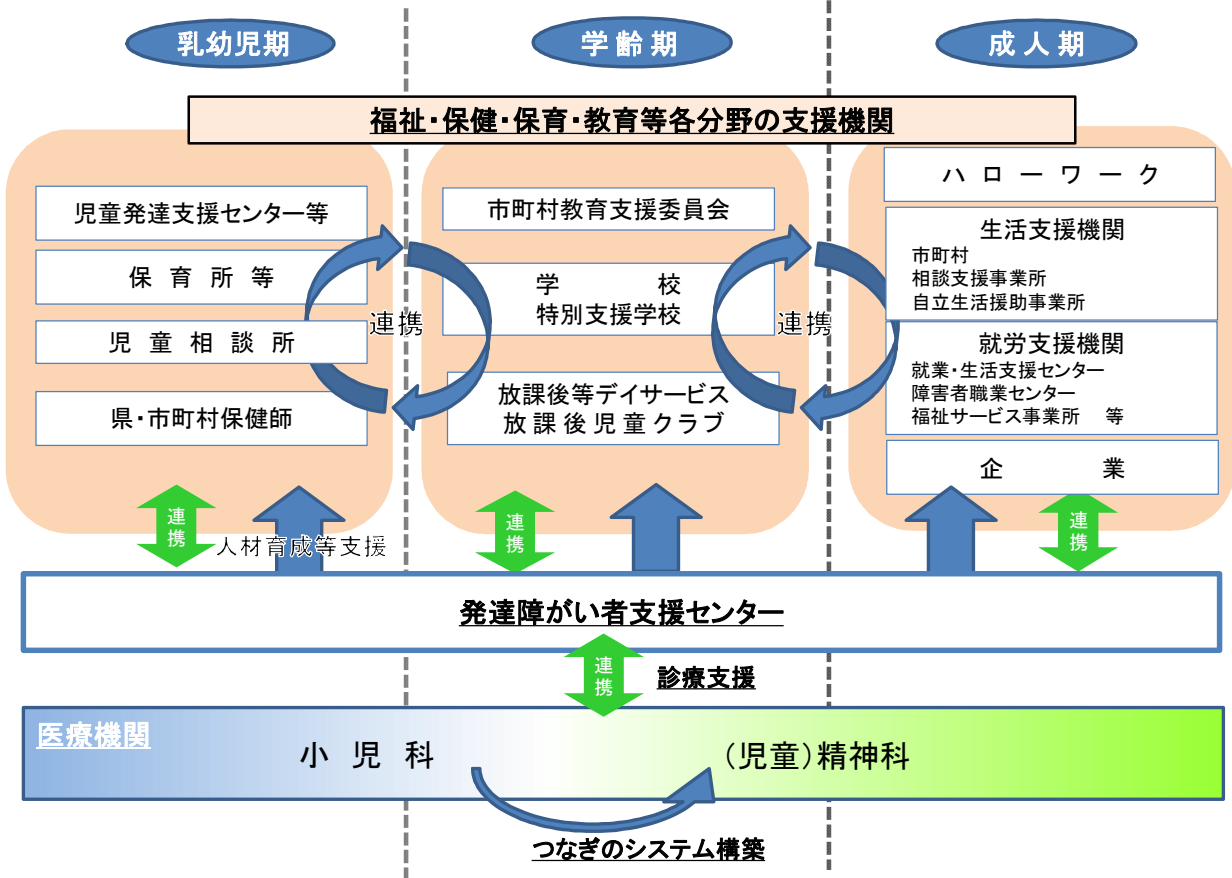 乳幼児期
学齢期
成人期
福祉・保健・保育・教育等各分野の支援機関
児童発達支援センター等
保育所等
児童相談所
県・市町村保健師
連携
市町村教育支援委員会
学校
特別支援学校
放課後等デイサービス
放課後児童クラブ
連携
ハローワーク
生活支援機関
市町村
相談支援事業所
自立生活援助事業所
就労支援機関
就業・生活支援センター
障害者職業センター
福祉サービス事業所　等
企業
連携
人材育成等支援
連携
連携
発達障がい者支援センター
連携
診療支援
医療機関
小児科
（児童）精神科
つなぎのシステム構築